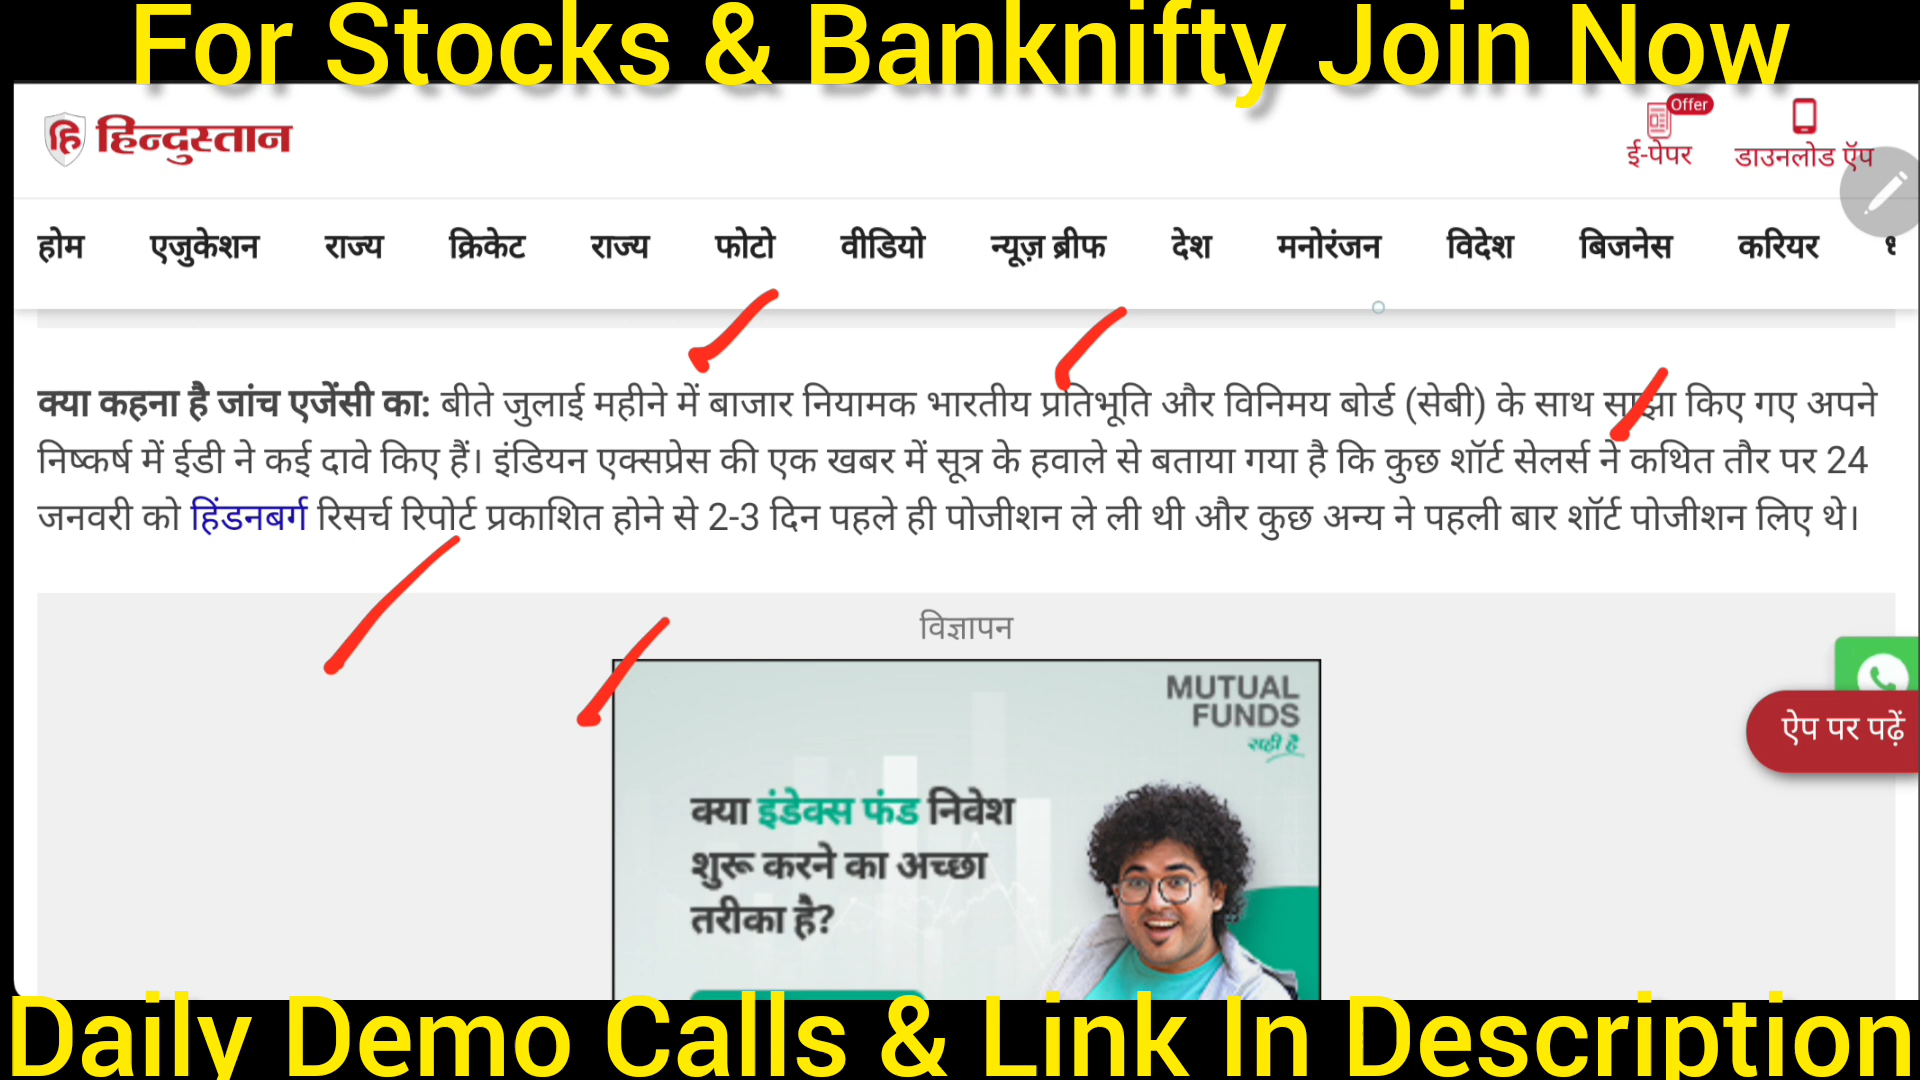 For Stocks & Banknifty Join Now
हि हिन्दुस्तान
Offer
ई-पेपर
डाउनलोड ऍप
होम एजुकेशन राज्य क्रिकेट राज्य फोटो वीडियो न्यूज़ ब्रीफ देश मनोरंजन विदेश बिजनेस करियर
क्या कहना है जांच एजेंसी का: बीते जुलाई महीने में बाजार नियामक भारतीय प्रतिभूति और विनिमय बोर्ड (सेबी) के साथ साझा किए गए अपने
निष्कर्ष में ईडी ने कई दावे किए हैं। इंडियन एक्सप्रेस की एक खबर में सूत्र के हवाले से बताया गया है कि कुछ शॉर्ट सेलर्स ने कथित तौर पर 24
जनवरी को हिंडनबर्ग रिसर्च रिपोर्ट प्रकाशित होने से 2-3 दिन पहले ही पोजीशन ले ली थी और कुछ अन्य ने पहली बार शॉर्ट पोजीशन लिए थे।
विज्ञापन
MUTUAL
FUNDS
सही है
क्या इंडेक्स फंड निवेश
शुरू करने का अच्छा
तरीका है?
ऐप पर पढ़ें
Daily Demo Calls & Link In Description